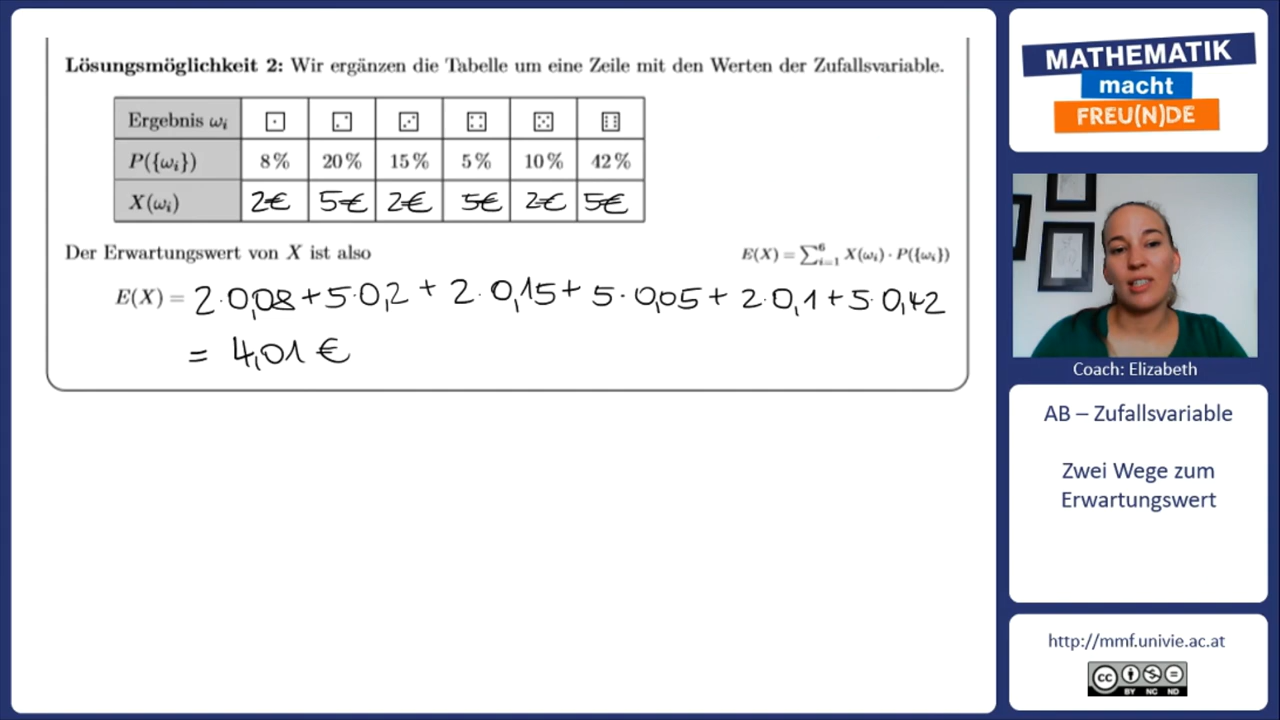 Lösungsmöglichkeit 2: Wir ergänzen die Tabelle um eine Zeile mit den Werten der Zufallsvariable.
Ergebnis ωᵢ
P({ωᵢ}) 8% 20% 15% 5% 10% 42%
X(ωᵢ) 2€ 5€ 2€ 5€ 2€ 5€
Der Erwartungswert von X ist also E(X) = ∑⁶ᵢ₌₁ X(ωᵢ) · P({ωᵢ})
E(X) = 2·0,08+5·0,2 + 2·0,15+ 5·0,05+ 2·0,1+5·0,42
= 4,01 €
MATHEMATIK
macht
FREU(N)DE
Coach: Elizabeth
AB – Zufallsvariable
Zwei Wege zum
Erwartungswert
http://mmf.univie.ac.at
cc
BY NC ND